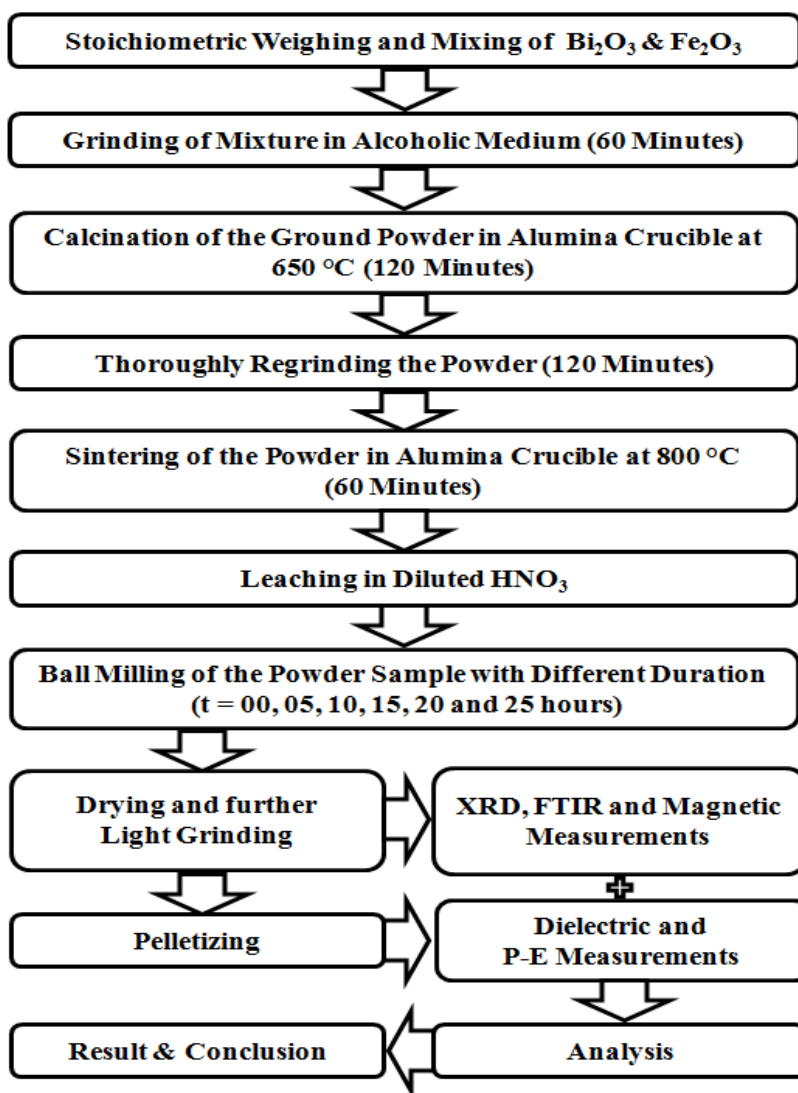 Stoichiometric Weighing and Mixing of Bi₂O₃ & Fe₂O₃
Grinding of Mixture in Alcoholic Medium (60 Minutes)
Calcination of the Ground Powder in Alumina Crucible at
650 °C (120 Minutes)
Thoroughly Regrinding the Powder (120 Minutes)
Sintering of the Powder in Alumina Crucible at 800 °C
(60 Minutes)
Leaching in Diluted HNO₃
Ball Milling of the Powder Sample with Different Duration
(t = 00, 05, 10, 15, 20 and 25 hours)
Drying and further
Light Grinding
XRD, FTIR and Magnetic
Measurements
Pelletizing
Dielectric and
P-E Measurements
Result & Conclusion
Analysis